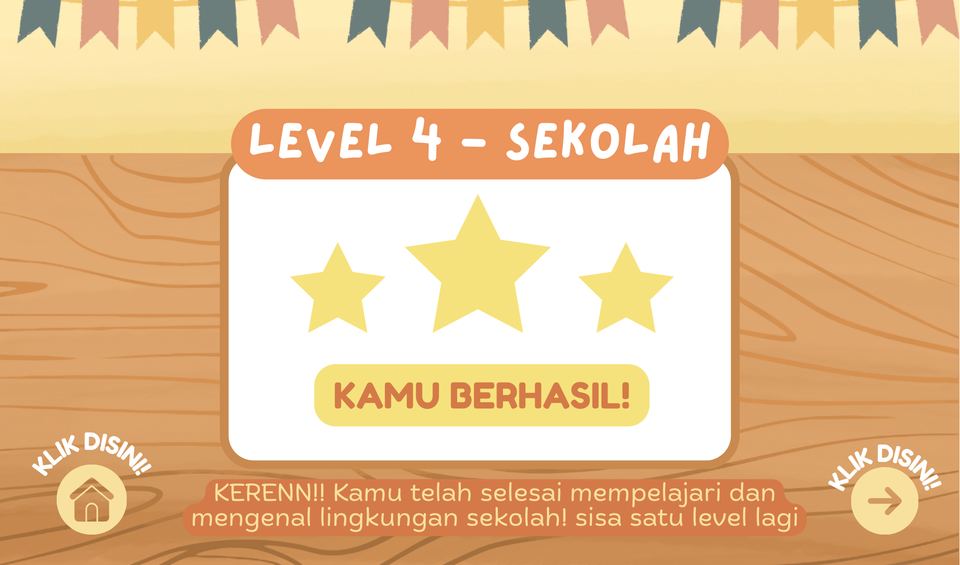 LEVEL 4 - SEKOLAH
KAMU BERHASIL!
KLIK DISINI!!
KLIK DISINI!!
KERENN!! Kamu telah selesai mempelajari dan
mengenal lingkungan sekolah! sisa satu level lagi